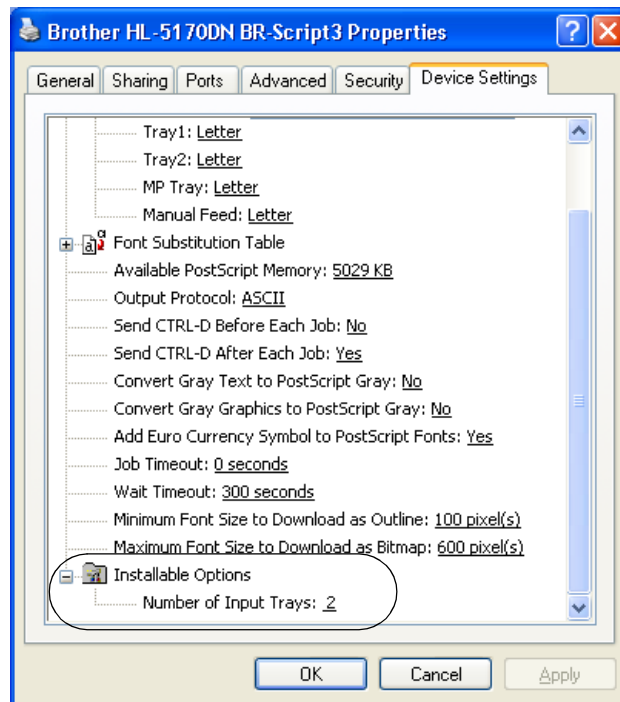 Brother HL-5170DN BR-Script3 Properties
General Sharing Ports Advanced Security Device Settings
Tray1: Letter
Tray2: Letter
MP Tray: Letter
Manual Feed: Letter
Font Substitution Table
Available PostScript Memory: 5029 KB
Output Protocol: ASCII
Send CTRL-D Before Each Job: No
Send CTRL-D After Each Job: Yes
Convert Gray Text to PostScript Gray: No
Convert Gray Graphics to PostScript Gray: No
Add Euro Currency Symbol to PostScript Fonts: Yes
Job Timeout: 0 seconds
Wait Timeout: 300 seconds
Minimum Font Size to Download as Outline: 100 pixel(s)
Maximum Font Size to Download as Bitmap: 600 pixel(s)
Installable Options
Number of Input Trays: 2
OK Cancel Apply